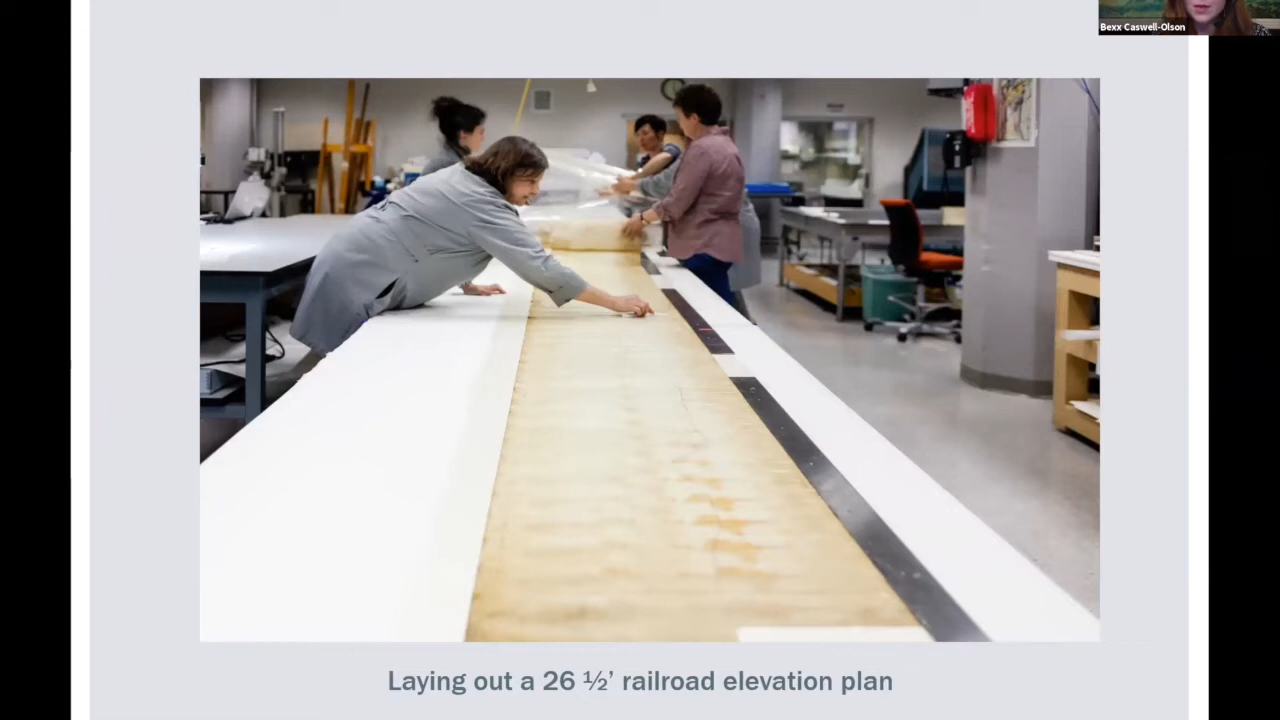 Bexx Caswell-Olson
Laying out a 26 ½’ railroad elevation plan